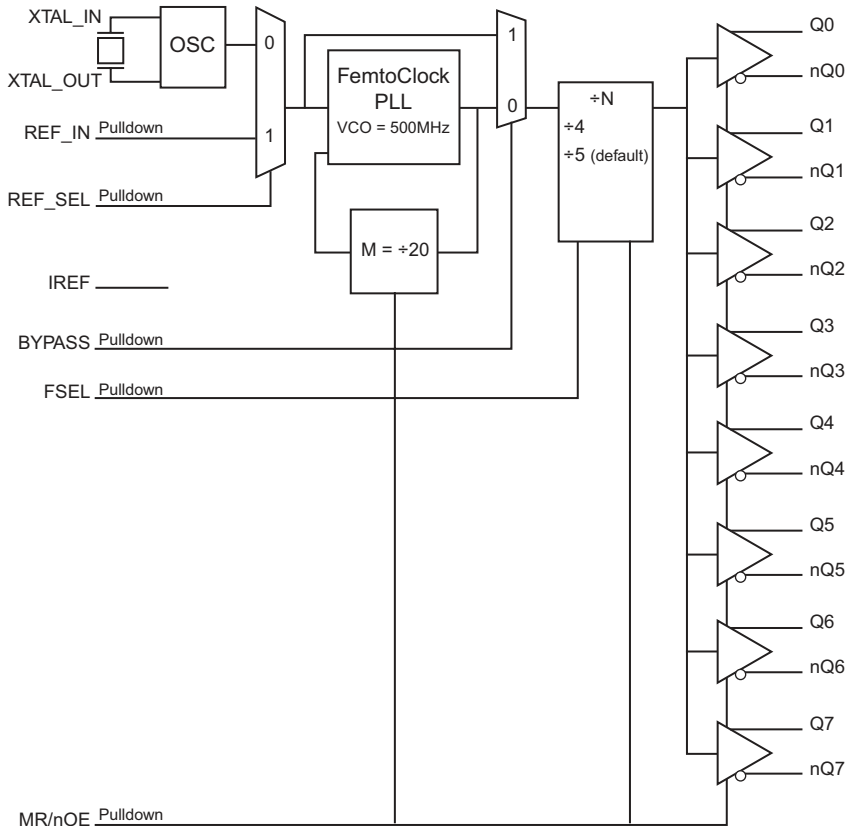 XTAL_IN
OSC
XTAL_OUT
0
1
REF_IN Pulldown
REF_SEL Pulldown
FemtoClock
PLL
VCO = 500MHz
M = ÷20
1
0
÷N
÷4
÷5 (default)
IREF
BYPASS Pulldown
FSEL Pulldown
MR/nOE Pulldown
Q0
nQ0
Q1
nQ1
Q2
nQ2
Q3
nQ3
Q4
nQ4
Q5
nQ5
Q6
nQ6
Q7
nQ7